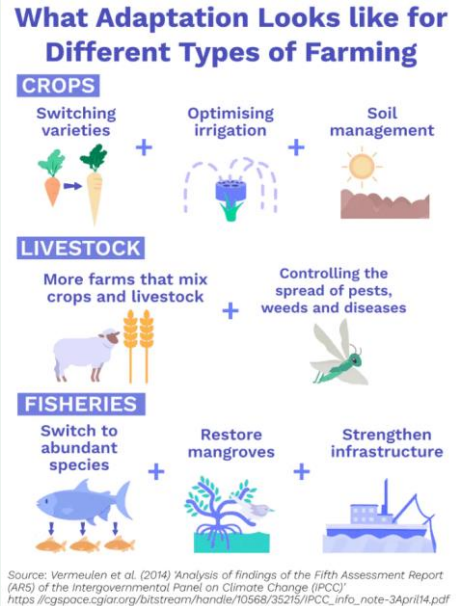 What Adaptation Looks like for
Different Types of Farming
CROPS
Switching
varieties
+
Optimising
irrigation
+
Soil
management
LIVESTOCK
More farms that mix
crops and livestock
+
Controlling the
spread of pests,
weeds and diseases
FISHERIES
Switch to
abundant
species
+
Restore
mangroves
+
Strengthen
infrastructure
Source: Vermeulen et al. (2014) 'Analysis of findings of the Fifth Assessment Report
(AR5) of the Intergovernmental Panel on Climate Change (IPCC)'
https://cgspace.cgiar.org/bitstream/handle/10568/35215/IPCC_info_note-3April14.pdf